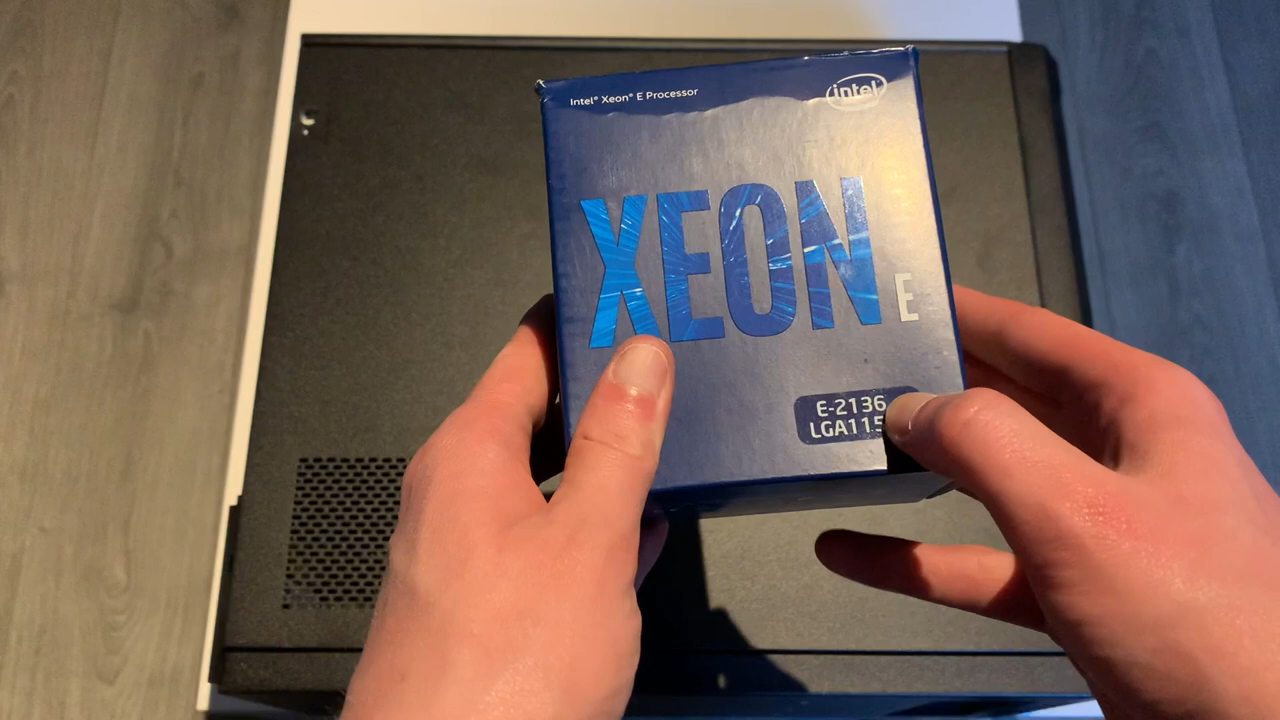 Intel® Xeon® E Processor
intel
XEON E
E-2136
LGA115